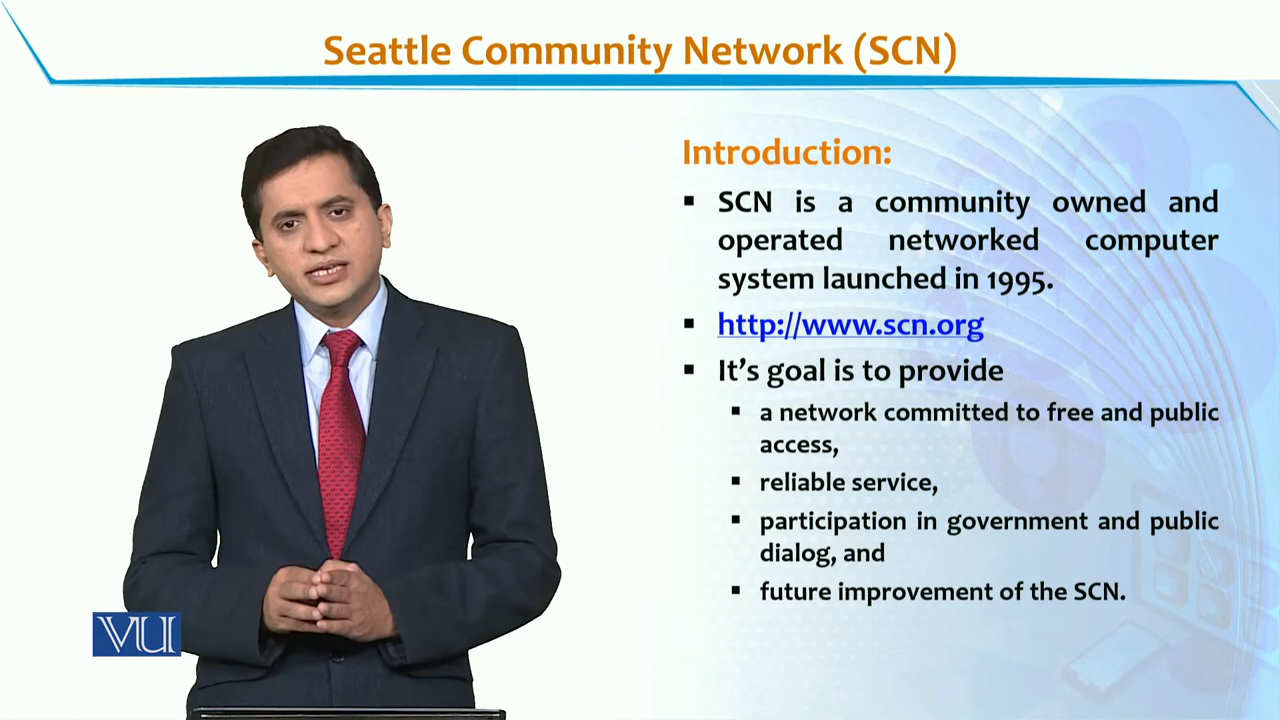 Seattle Community Network (SCN)
Introduction:
▪ SCN is a community owned and
operated networked computer
system launched in 1995.
▪ http://www.scn.org
▪ It’s goal is to provide
▪ a network committed to free and public
access,
▪ reliable service,
▪ participation in government and public
dialog, and
▪ future improvement of the SCN.
VU